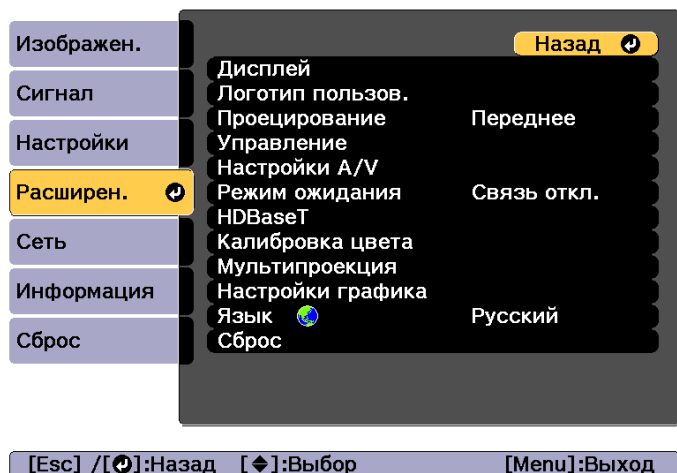 Изображен.
Сигнал
Настройки
Расширен.
Сеть
Информация
Сброс
Назад
Дисплей
Логотип пользов.
Проецирование Переднее
Управление
Настройки A/V
Режим ожидания Связь откл.
HDBaseT
Калибровка цвета
Мультипроекция
Настройки графика
Язык Русский
Сброс
[Esc] /[⏎]:Назад [◆]:Выбор [Menu]:Выход